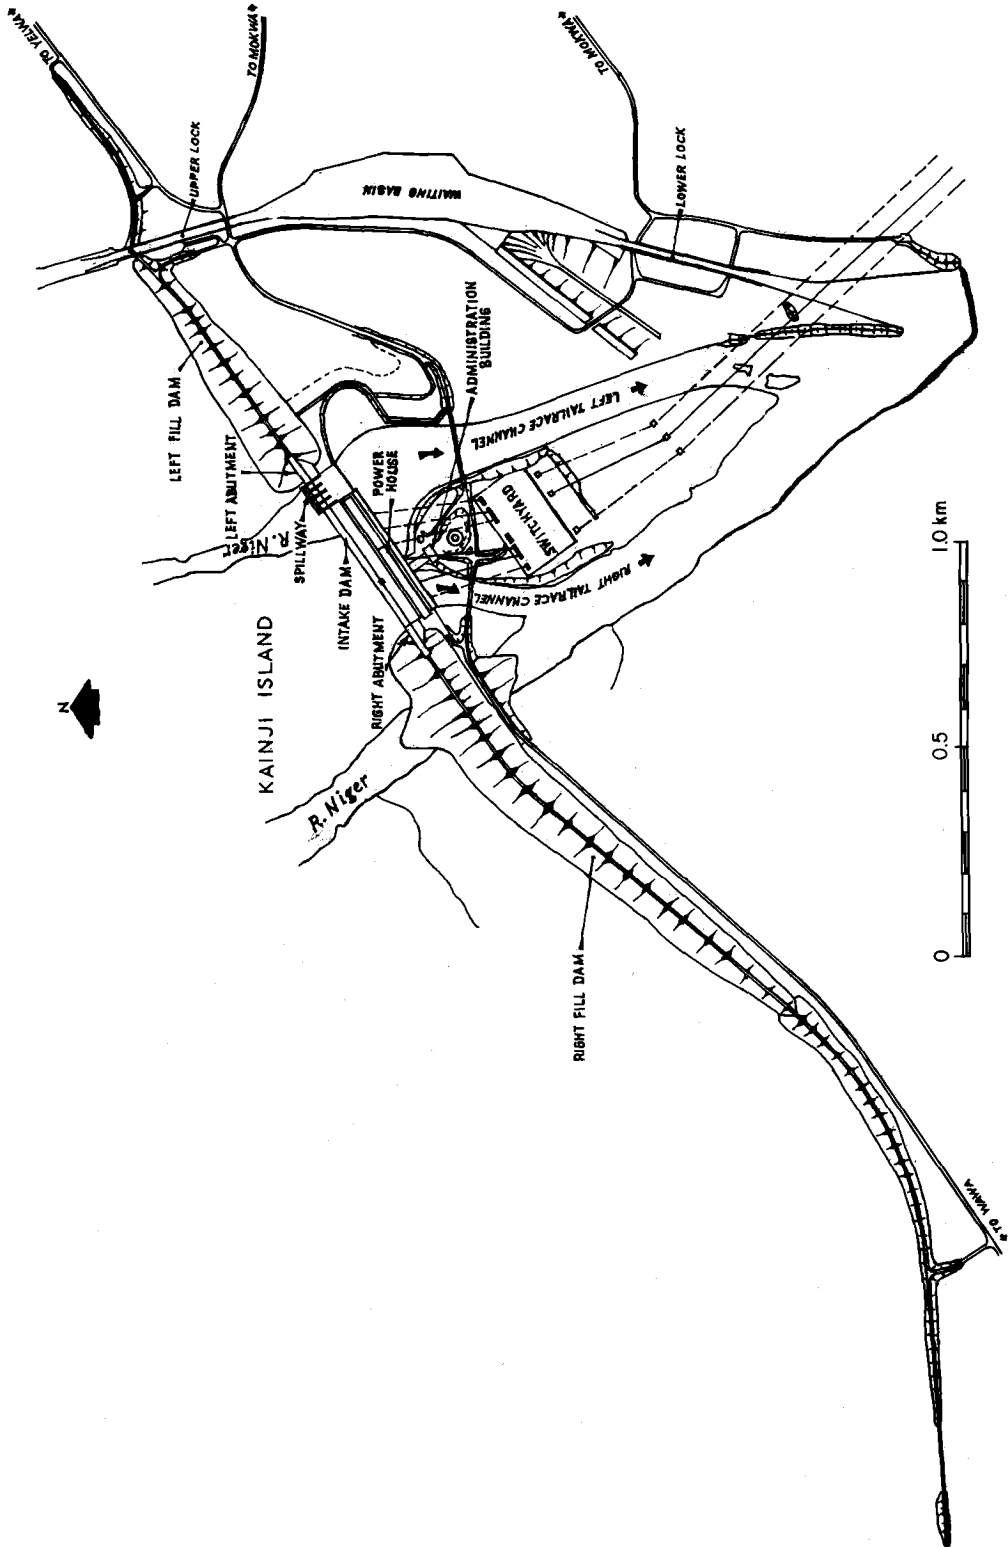 TO YELWA
TO MOKWA
TO MOKWA
UPPER LOCK
WAITING BASIN
LOWER LOCK
LEFT FILL DAM
ADMINISTRATION
BUILDING
LEFT ABUTMENT
POWER
HOUSE
LEFT TAILRACE CHANNEL
SPILLWAY
R. Niger
INTAKE DAM
SWITCHYARD
RIGHT TAILRACE CHANNEL
RIGHT ABUTMENT
KAINJI ISLAND
N
R. Niger
RIGHT FILL DAM
0
0.5
1.0 km
TO WAWA